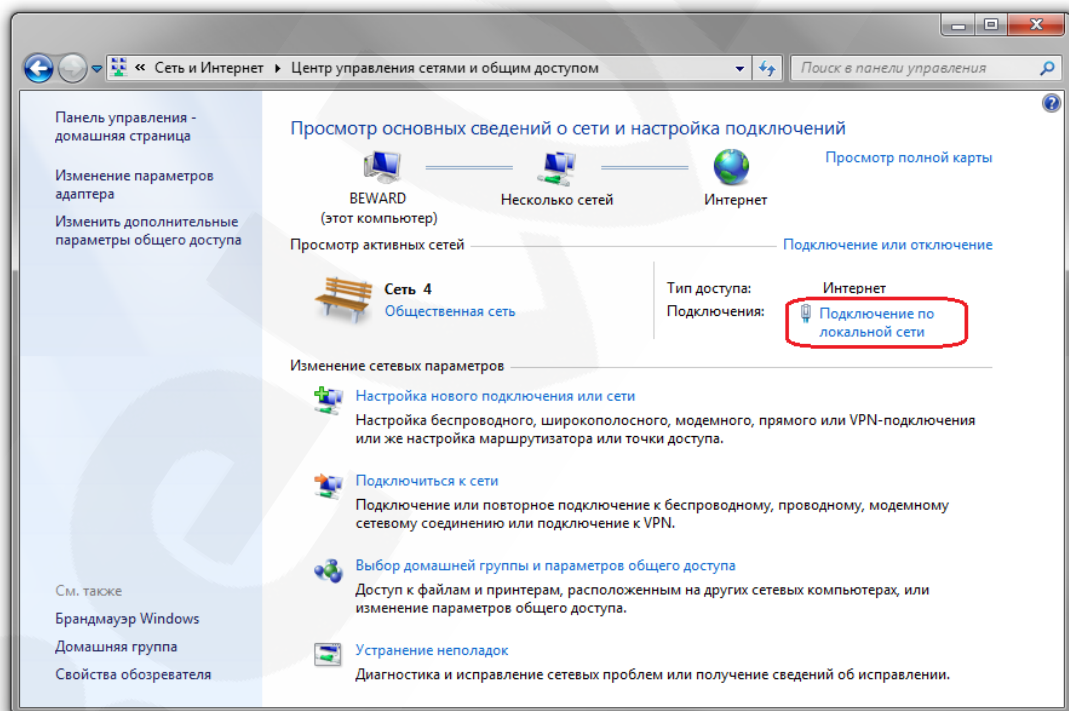 « Сеть и Интернет ▸ Центр управления сетями и общим доступом
Поиск в панели управления
Панель управления -
домашняя страница
Изменение параметров
адаптера
Изменить дополнительные
параметры общего доступа
См. также
Брандмауэр Windows
Домашняя группа
Свойства обозревателя
Просмотр основных сведений о сети и настройка подключений
BEWARD
(этот компьютер)
Несколько сетей
Интернет
Просмотр полной карты
Просмотр активных сетей
Подключение или отключение
Сеть 4
Общественная сеть
Тип доступа: Интернет
Подключения: Подключение по
локальной сети
Изменение сетевых параметров
Настройка нового подключения или сети
Настройка беспроводного, широкополосного, модемного, прямого или VPN-подключения
или же настройка маршрутизатора или точки доступа.
Подключиться к сети
Подключение или повторное подключение к беспроводному, проводному, модемному
сетевому соединению или подключение к VPN.
Выбор домашней группы и параметров общего доступа
Доступ к файлам и принтерам, расположенным на других сетевых компьютерах, или
изменение параметров общего доступа.
Устранение неполадок
Диагностика и исправление сетевых проблем или получение сведений об исправлении.